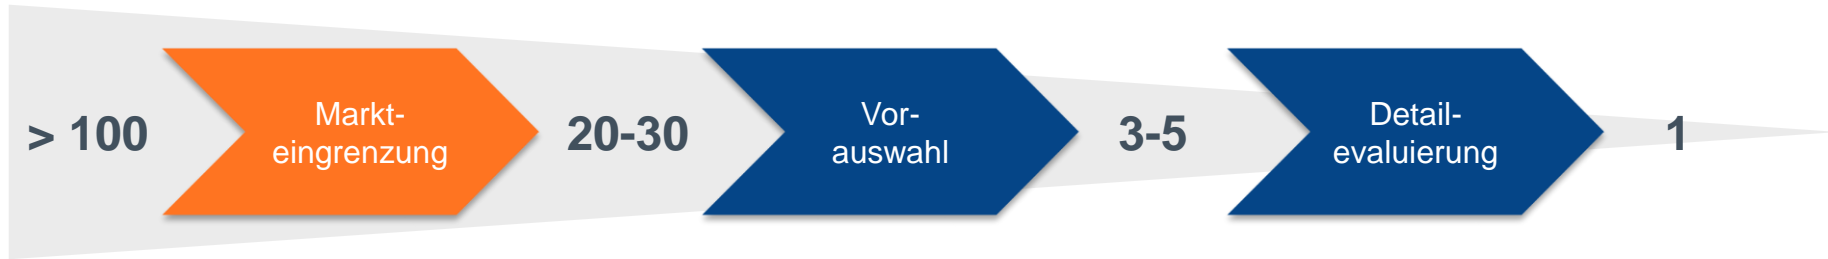 > 100
Markt-
eingrenzung
20-30
Vor-
auswahl
3-5
Detail-
evaluierung
1